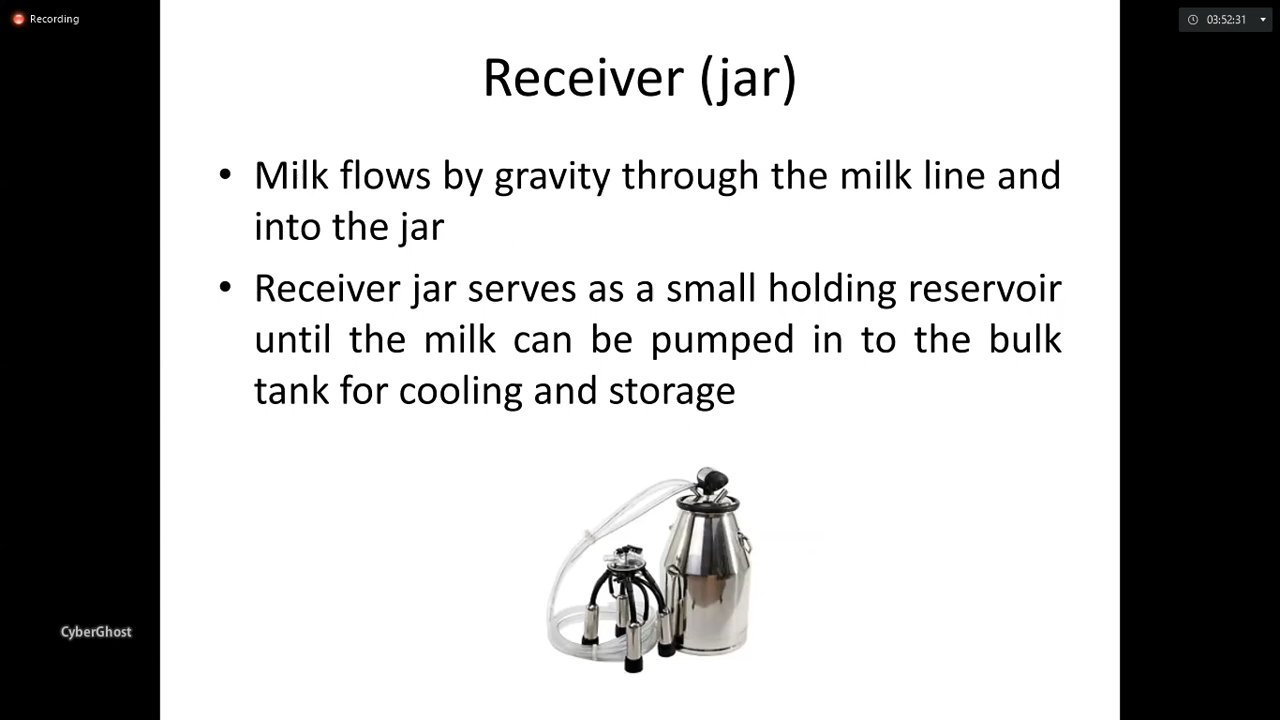 Recording
03:52:31
Receiver (jar)
• Milk flows by gravity through the milk line and
into the jar
• Receiver jar serves as a small holding reservoir
until the milk can be pumped in to the bulk
tank for cooling and storage
CyberGhost